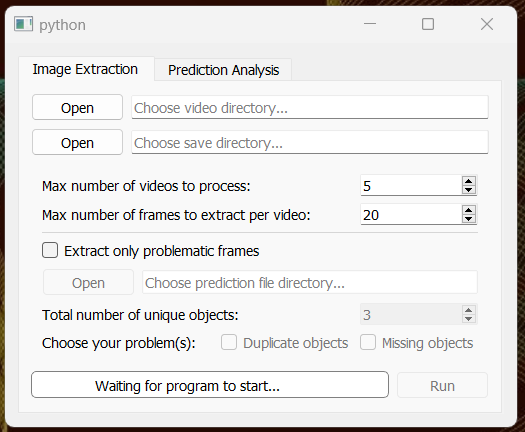 python
Image Extraction Prediction Analysis
Open Choose video directory...
Open Choose save directory...
Max number of videos to process: 5
Max number of frames to extract per video: 20
Extract only problematic frames
Open Choose prediction file directory...
Total number of unique objects: 3
Choose your problem(s): Duplicate objects Missing objects
Waiting for program to start... Run